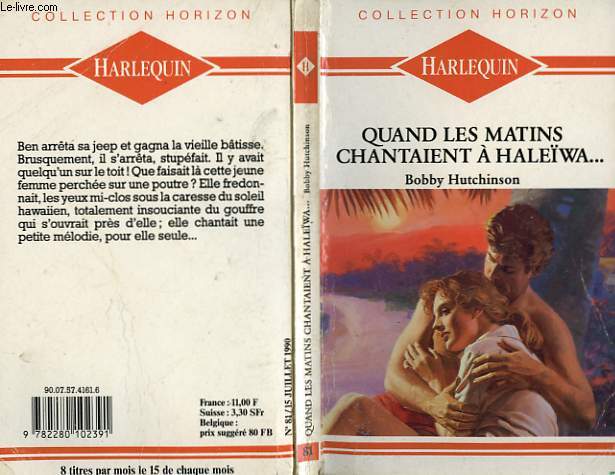 Le-livre.com
COLLECTION HORIZON
HARLEQUIN
Ben arrêta sa jeep et gagna la vieille bâtisse.
Brusquement, il s'arrêta, stupéfait. Il y avait
quelqu'un sur le toit ! Que faisait là cette jeune
femme perchée sur une poutre ? Elle fredon-
nait, les yeux mi-clos sous la caresse du soleil
hawaiien, totalement insouciante du gouffre
qui s'ouvrait près d'elle ; elle chantait une
petite mélodie, pour elle seule...
90.07.57.4161.6
9 782280 102391
France : 11,00 F
Suisse : 3,30 SFr
Belgique :
prix suggéré 80 FB
8 titres par mois le 15 de chaque mois
H
N° 81 / 15 JUILLET 1990
QUAND LES MATINS CHANTAIENT À HALEÏWA... Bobby Hutchinson
81
COLLECTION HORIZON
HARLEQUIN
QUAND LES MATINS
CHANTAIENT À HALEÏWA...
Bobby Hutchinson